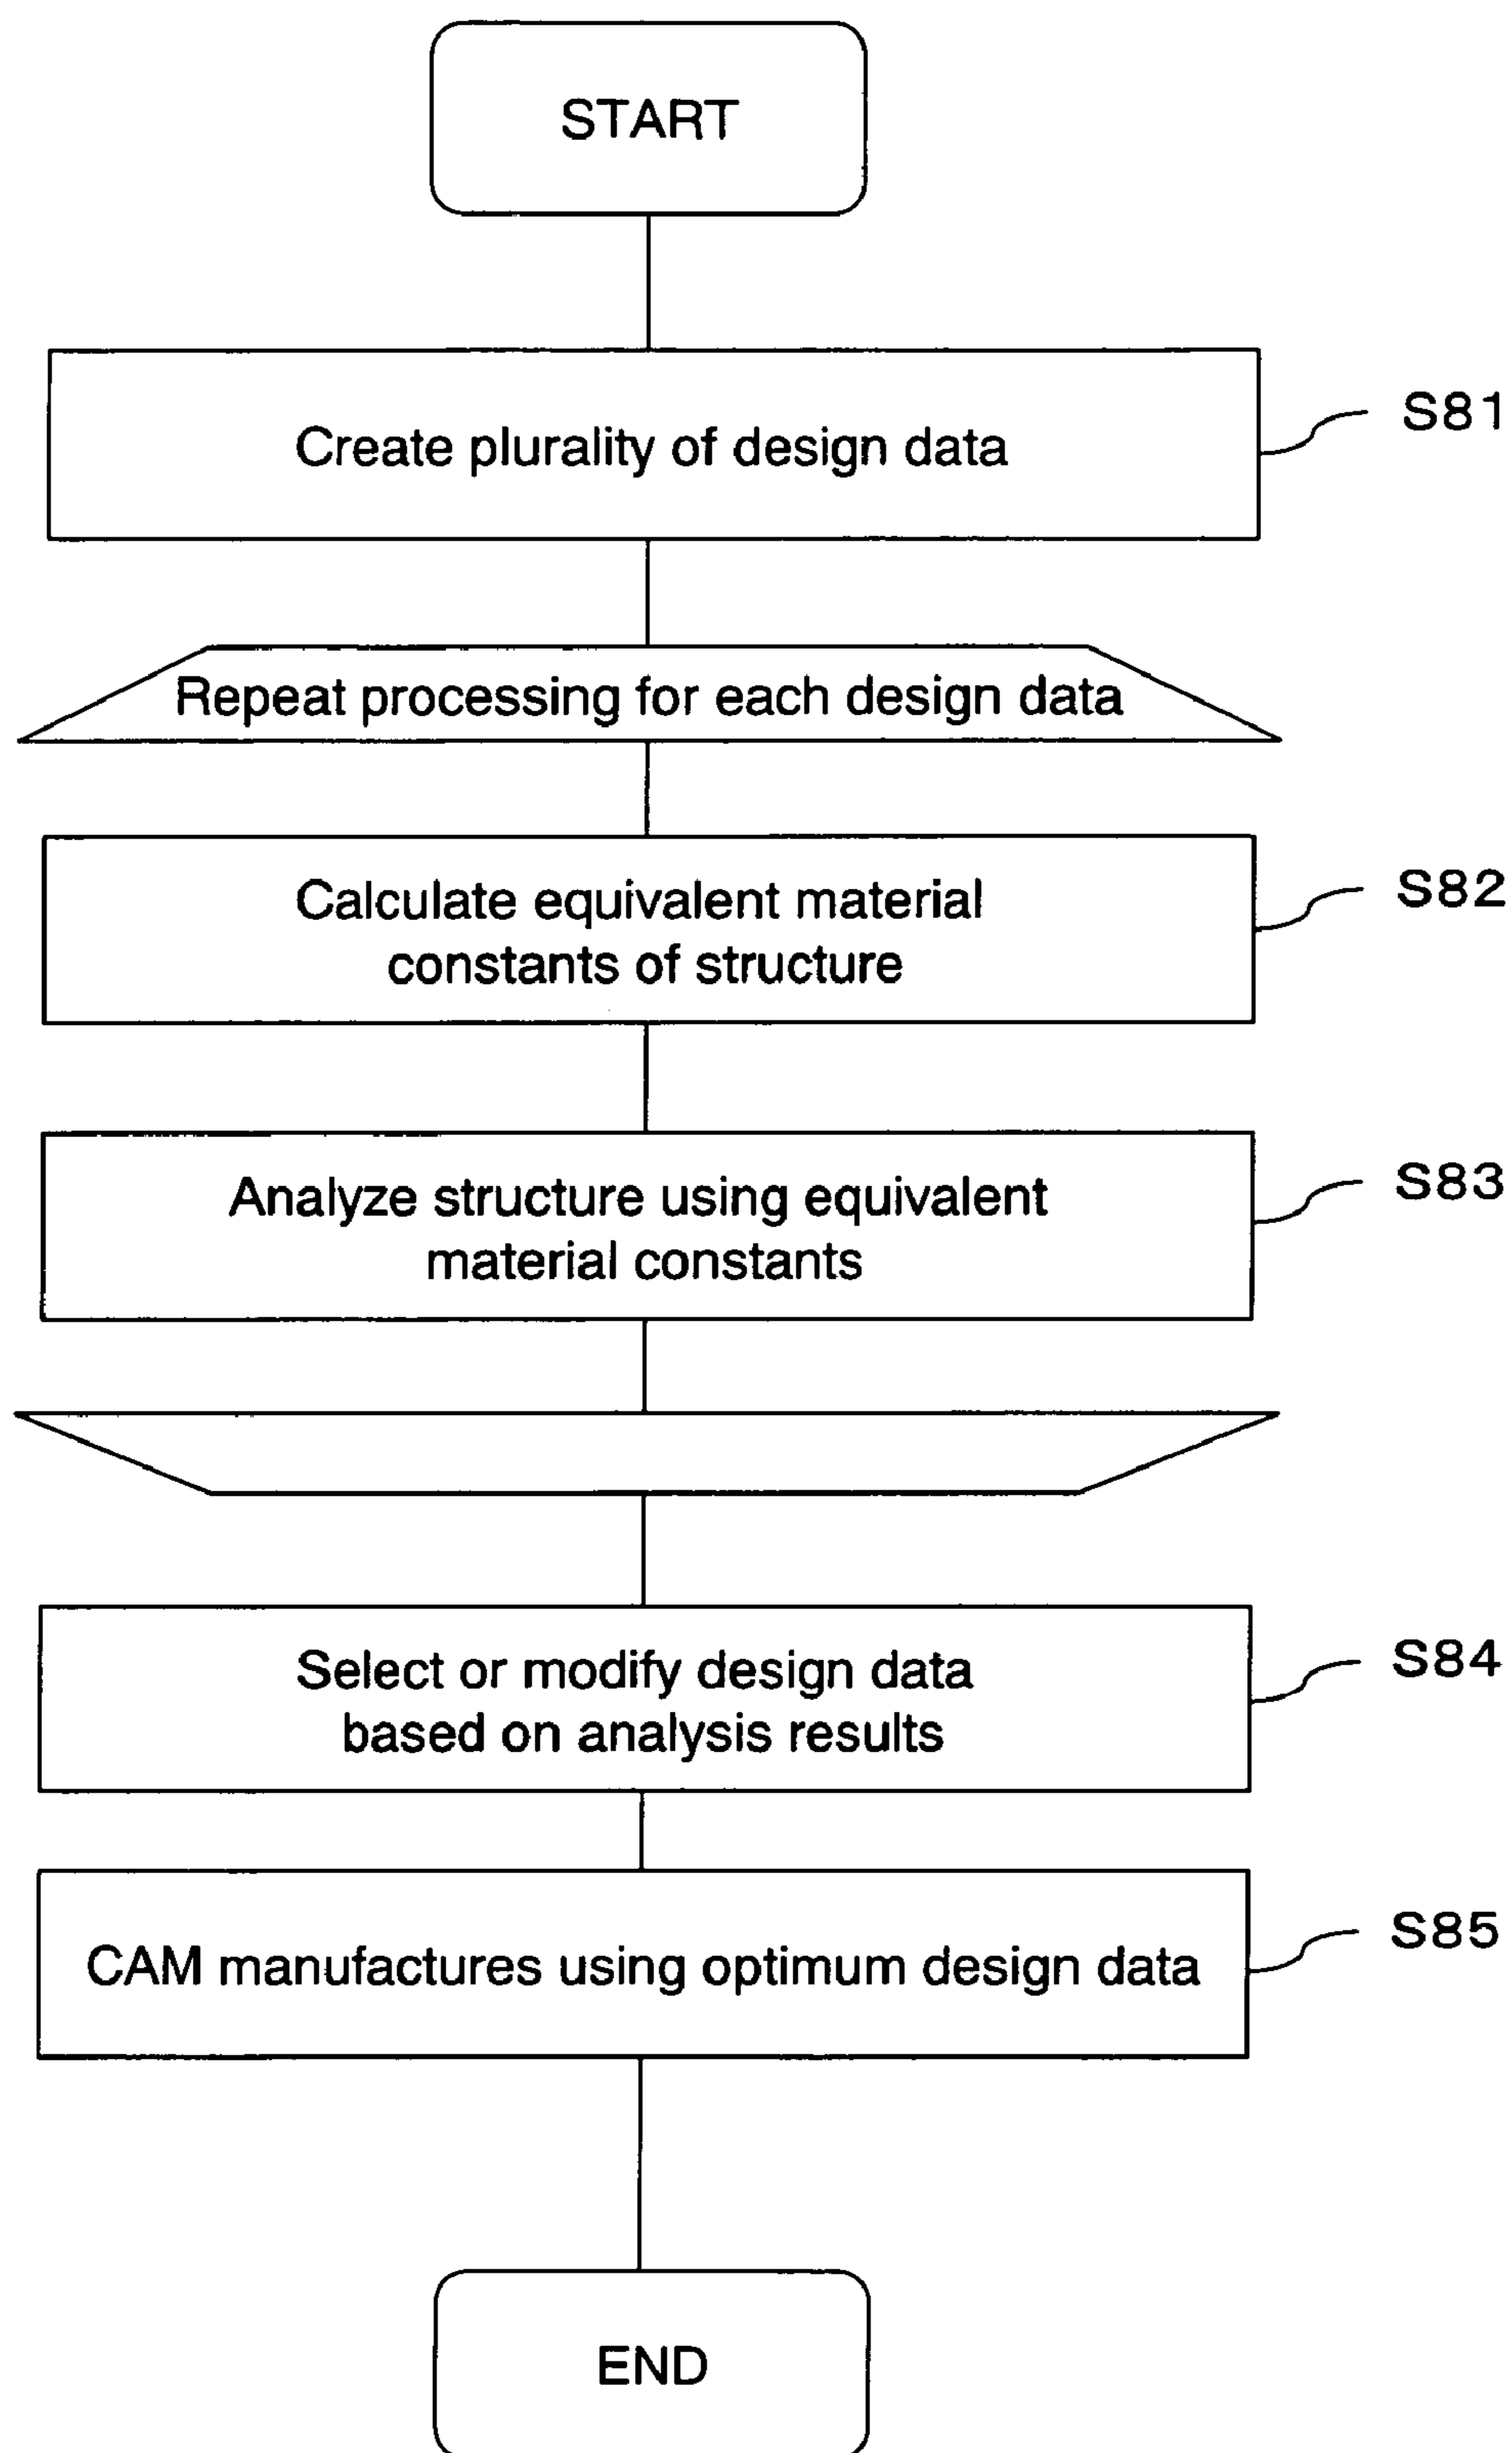 START
Create plurality of design data
S81
Repeat processing for each design data
Calculate equivalent material
constants of structure
S82
Analyze structure using equivalent
material constants
S83
Select or modify design data
based on analysis results
S84
CAM manufactures using optimum design data
S85
END